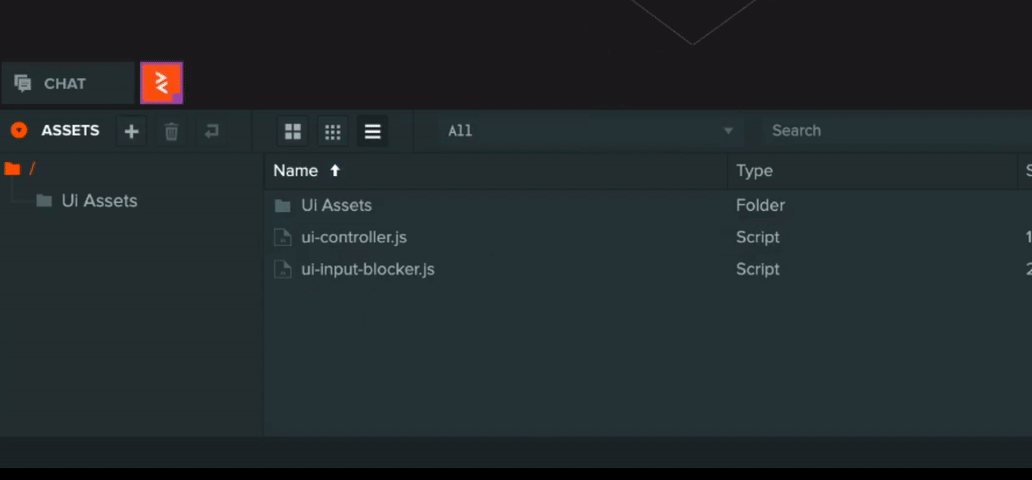 CHAT
ASSETS All Search
Name Type S
/
Ui Assets
Ui Assets Folder
ui-controller.js Script 1
ui-input-blocker.js Script 2